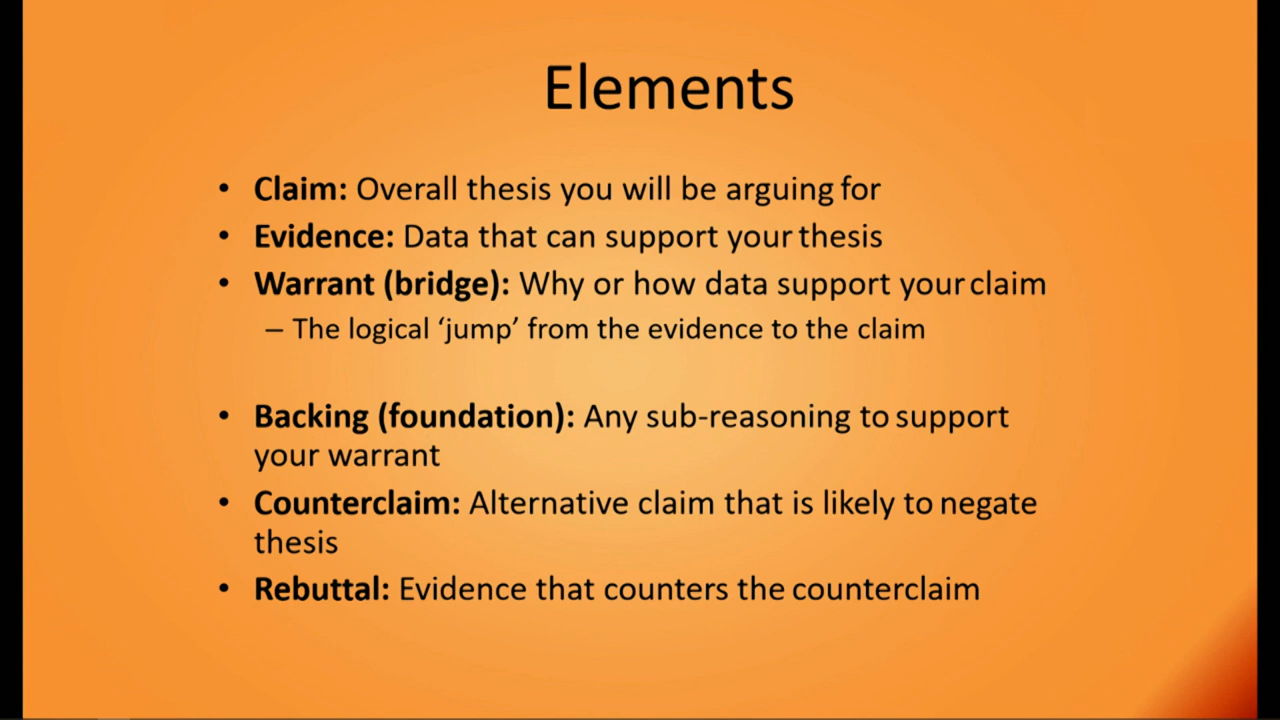 Elements
• Claim: Overall thesis you will be arguing for
• Evidence: Data that can support your thesis
• Warrant (bridge): Why or how data support your claim
– The logical ‘jump’ from the evidence to the claim
• Backing (foundation): Any sub-reasoning to support
your warrant
• Counterclaim: Alternative claim that is likely to negate
thesis
• Rebuttal: Evidence that counters the counterclaim